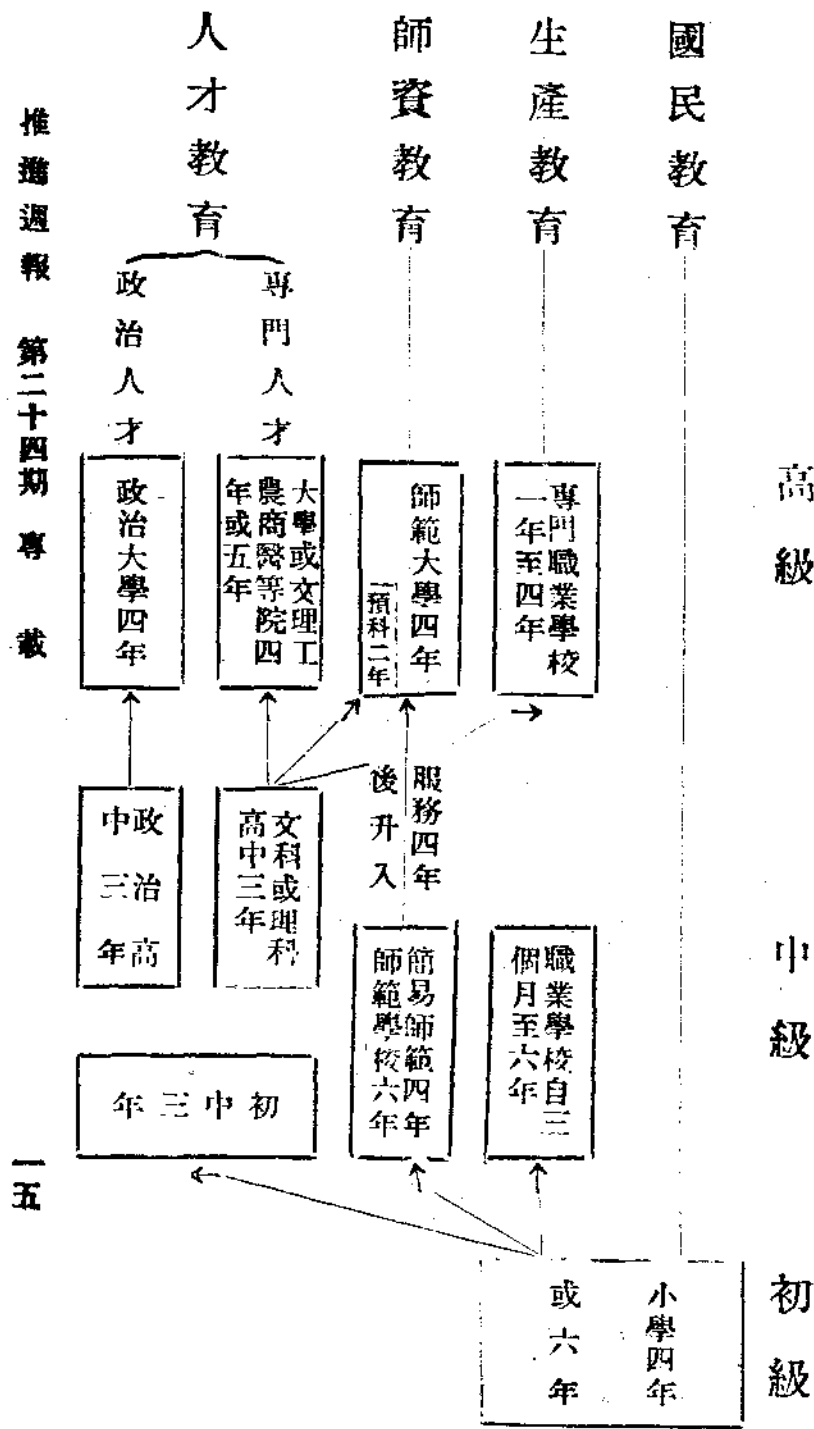 高級
中級
初級
國民教育
生產教育
師資教育
人才教育
專門人才
政治人才
專門職業學校
一年至四年
師範大學四年
預科二年
大學或文理工
農商醫等院四
年或五年
政治大學四年
服務四年
後升入
文科或理科
高中三年
政治高
中三年
職業學校自三
個月至六年
簡易師範四年
師範學校六年
初中三年
小學四年
或六年
推進週報 第二十四期 專載
一五